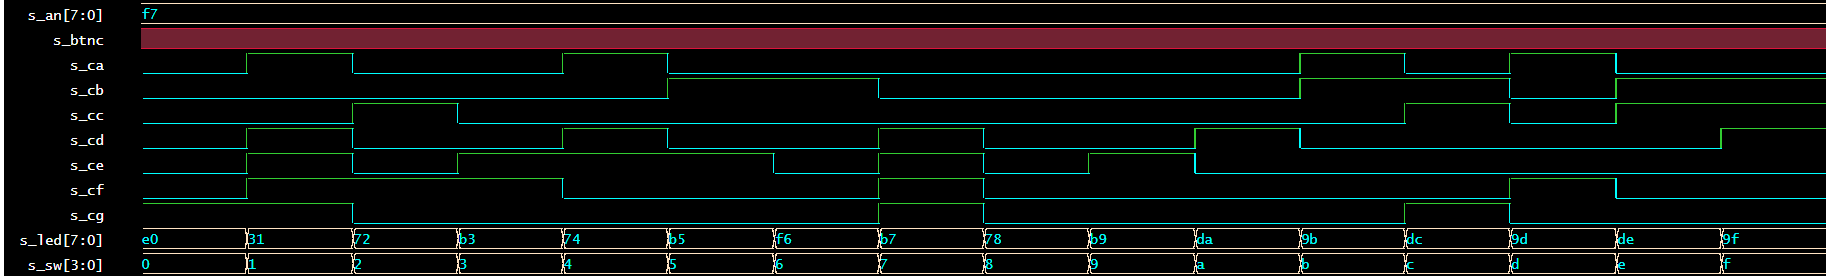 s_an[7:0] f7
s_btnc
s_ca
s_cb
s_cc
s_cd
s_ce
s_cf
s_cg
s_led[7:0] e0 31 72 b3 74 b5 f6 b7 78 b9 da 9b dc 9d de 9f
s_sw[3:0] 0 1 2 3 4 5 6 7 8 9 a b c d e f